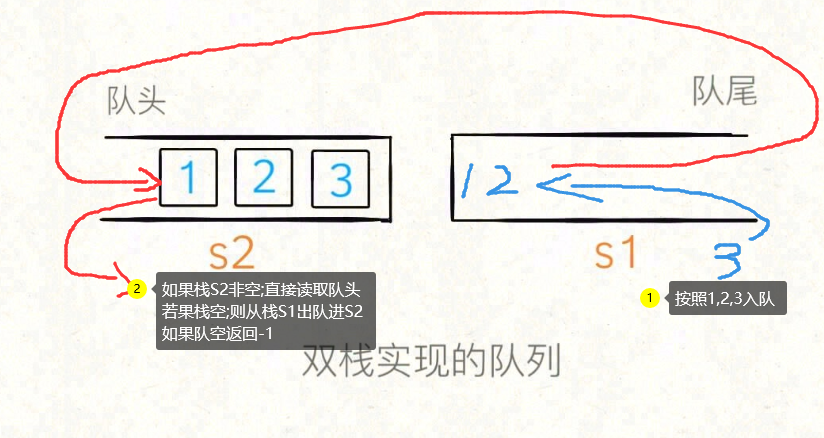 队头
队尾
1 2 3
1 2
s2
s1
3
2
如果栈S2非空;直接读取队头
若果栈空;则从栈S1出队进S2
如果队空返回-1
1
按照1,2,3入队
双栈实现的队列